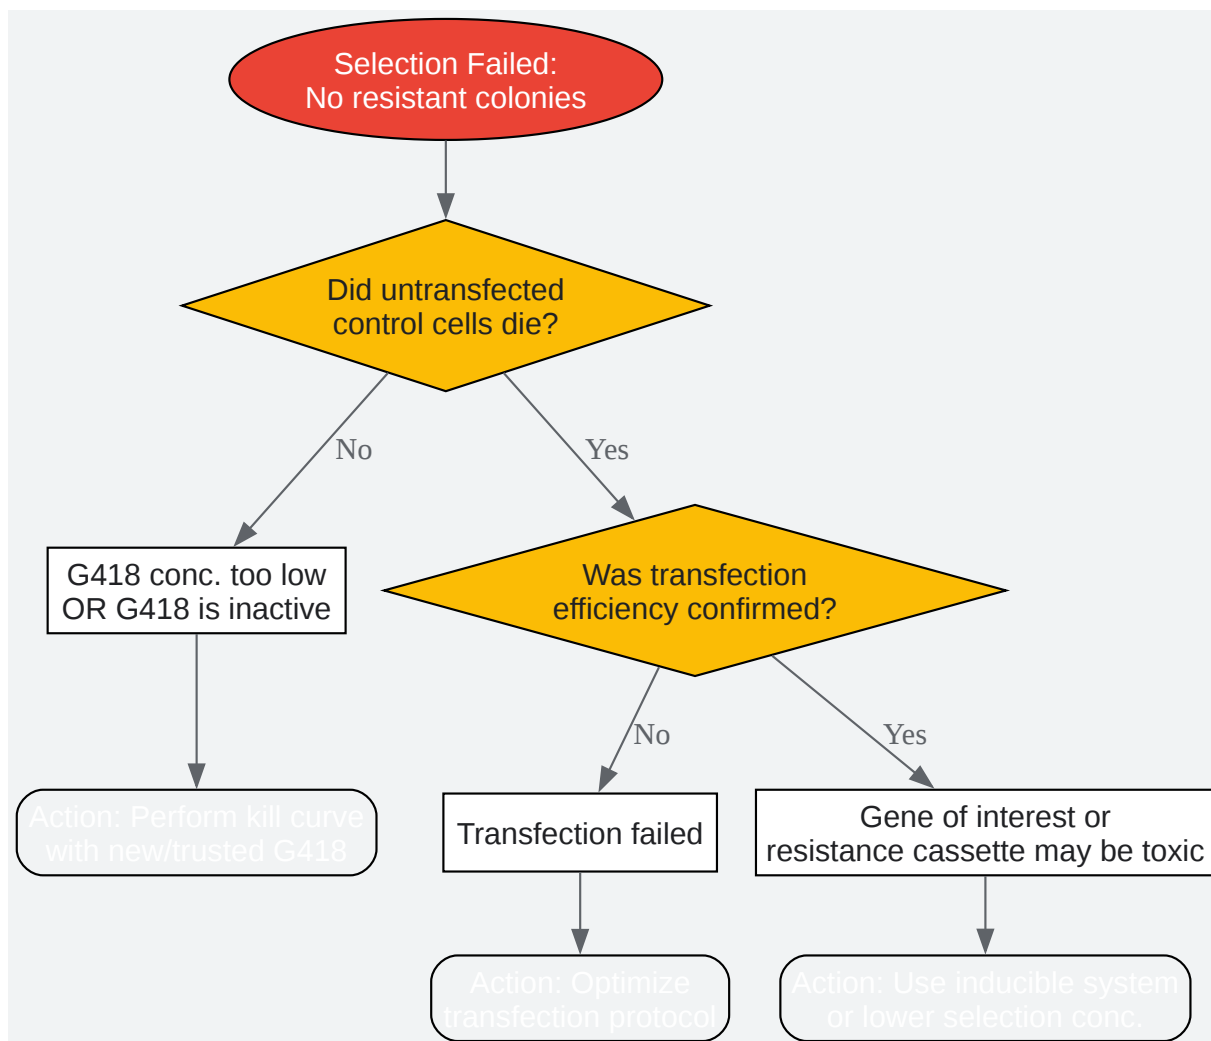 Selection Failed:
No resistant colonies
Did untransfected
control cells die?
No
Yes
G418 conc. too low
OR G418 is inactive
Was transfection
efficiency confirmed?
No
Yes
Action: Perform kill curve
with new/trusted G418
Transfection failed
Gene of interest or
resistance cassette may be toxic
Action: Optimize
transfection protocol
Action: Use inducible system
or lower selection conc.